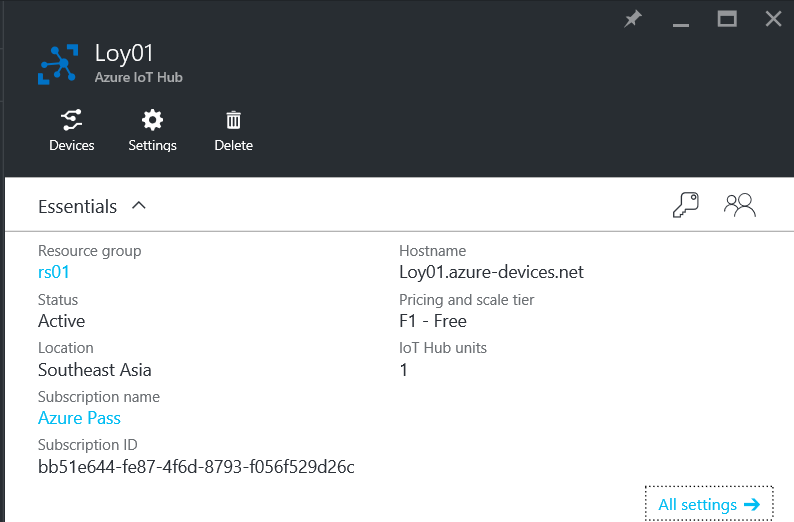 Loy01
Azure IoT Hub
Devices Settings Delete
Essentials
Resource group
rs01
Status
Active
Location
Southeast Asia
Subscription name
Azure Pass
Subscription ID
bb51e644-fe87-4f6d-8793-f056f529d26c
Hostname
Loy01.azure-devices.net
Pricing and scale tier
F1 - Free
IoT Hub units
1
All settings